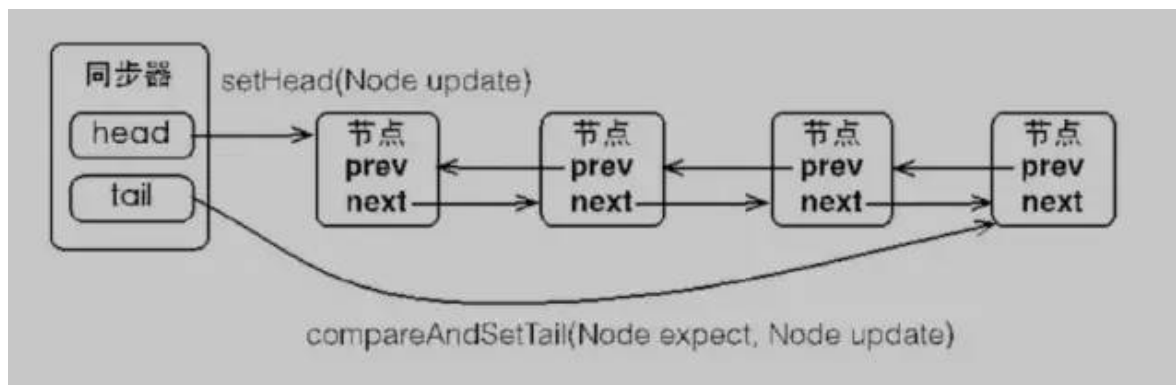 同步器
head
tail
setHead(Node update)
节点
prev
next
节点
prev
next
节点
prev
next
节点
prev
next
compareAndSetTail(Node expect, Node update)